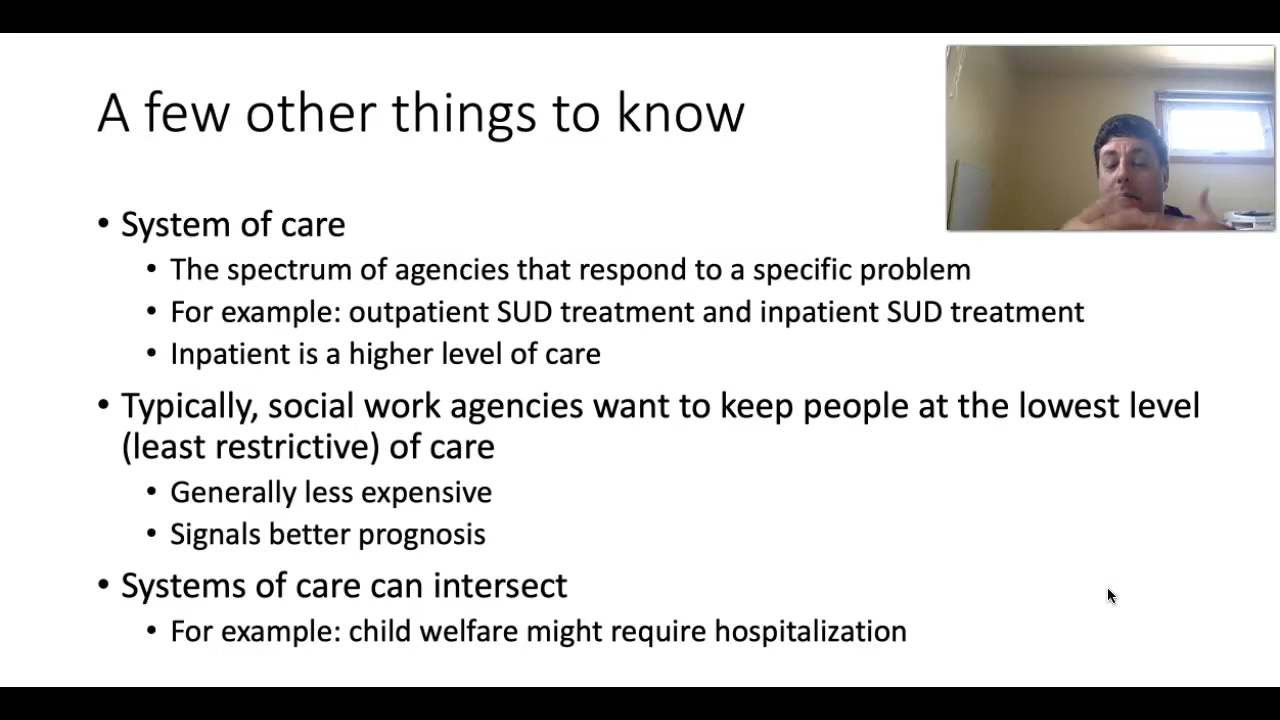 A few other things to know
• System of care
• The spectrum of agencies that respond to a specific problem
• For example: outpatient SUD treatment and inpatient SUD treatment
• Inpatient is a higher level of care
• Typically, social work agencies want to keep people at the lowest level
(least restrictive) of care
• Generally less expensive
• Signals better prognosis
• Systems of care can intersect
• For example: child welfare might require hospitalization